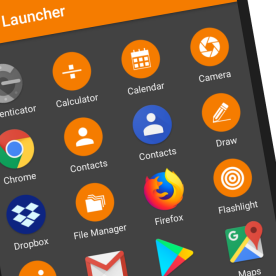 Launcher
enticator
Calculator
Calendar
Camera
Chrome
Contacts
Contacts
Draw
Dropbox
File Manager
Firefox
Flashlight
G
Maps